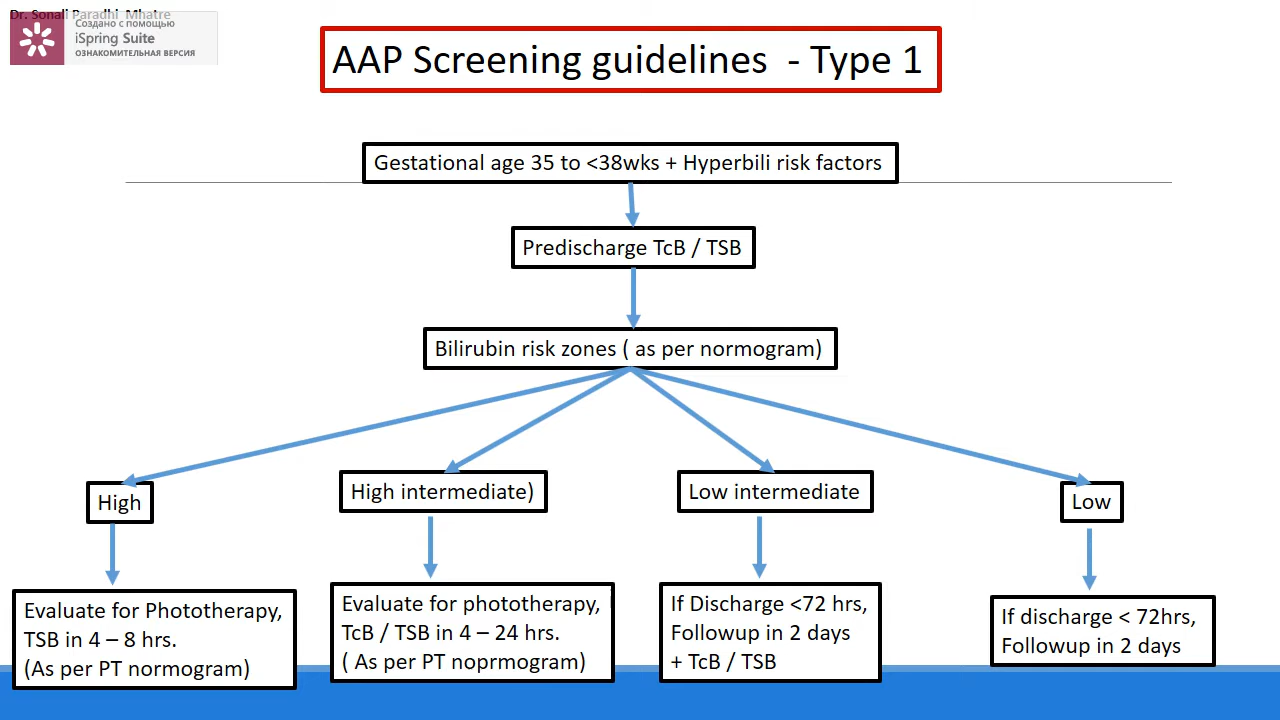 Dr. Sonali Paradhi Mhatre
Создано с помощью
iSpring Suite
ОЗНАКОМИТЕЛЬНАЯ ВЕРСИЯ
AAP Screening guidelines - Type 1
Gestational age 35 to <38wks + Hyperbili risk factors
Predischarge TcB / TSB
Bilirubin risk zones ( as per normogram)
High
High intermediate)
Low intermediate
Low
Evaluate for Phototherapy,
TSB in 4 – 8 hrs.
(As per PT normogram)
Evaluate for phototherapy,
TcB / TSB in 4 – 24 hrs.
( As per PT noprmogram)
If Discharge <72 hrs,
Followup in 2 days
+ TcB / TSB
If discharge < 72hrs,
Followup in 2 days